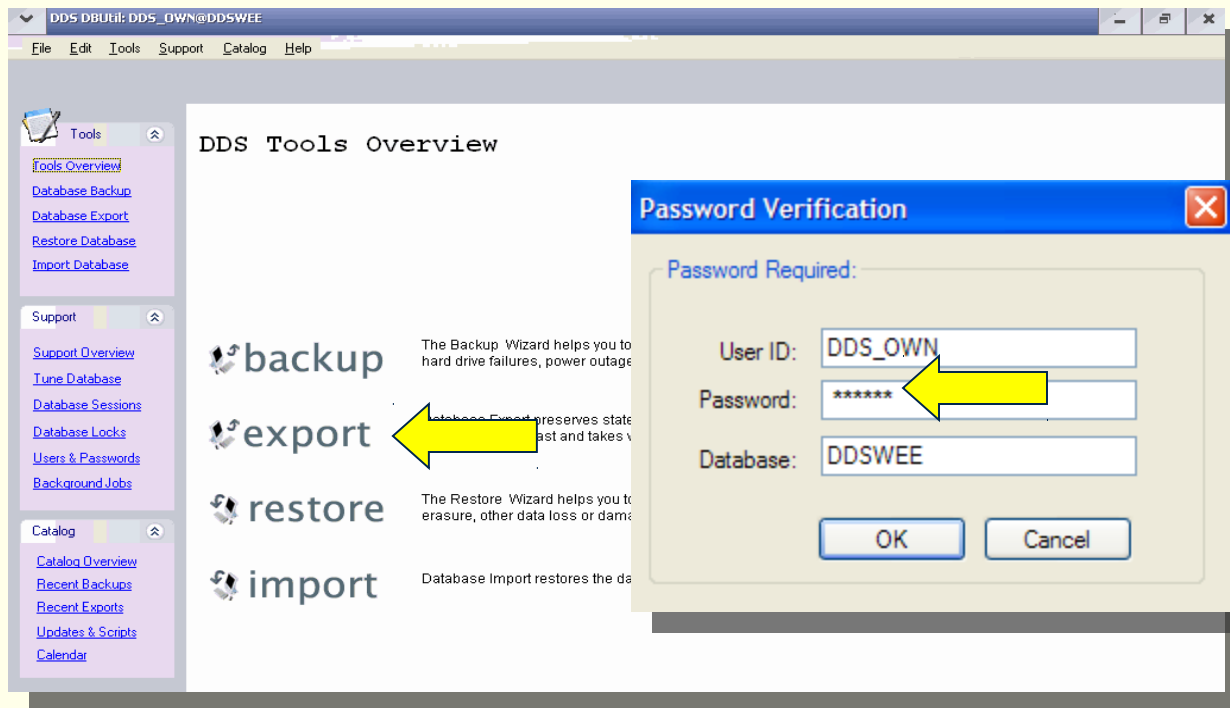 DDS DBUtil: DDS_OWN@DDSWEE
File Edit Tools Support Catalog Help
Tools
Tools Overview
Database Backup
Database Export
Restore Database
Import Database
Support
Support Overview
Tune Database
Database Sessions
Database Locks
Users & Passwords
Background Jobs
Catalog
Catalog Overview
Recent Backups
Recent Exports
Updates & Scripts
Calendar
DDS Tools Overview
backup
The Backup Wizard helps you to
hard drive failures, power outage
export
Database Export preserves state
ast and takes
restore
The Restore Wizard helps you to
erasure, other data loss or dama
import
Database Import restores the da
Password Verification
Password Required:
User ID: DDS_OWN
Password: ******
Database: DDSWEE
OK Cancel